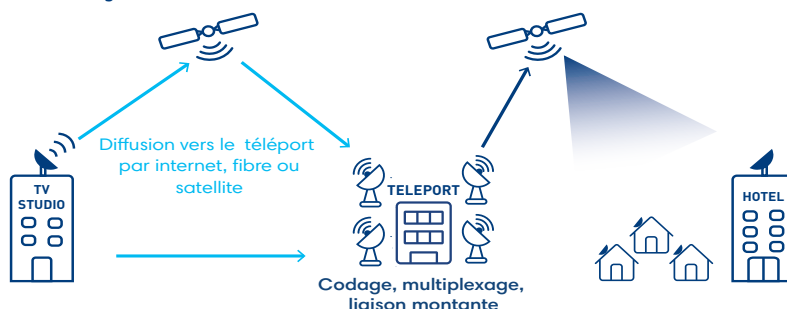 Diffusion vers le téléport
par internet, fibre ou
satellite
TV
STUDIO
TELEPORT
HOTEL
Codage, multiplexage,
liaison montante